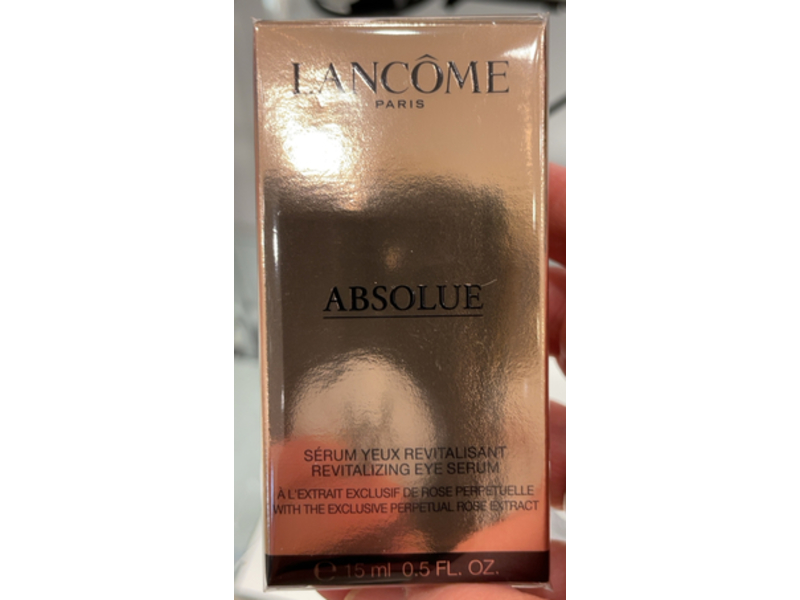 LANCÔME
PARIS
ABSOLUE
SÉRUM YEUX REVITALISANT
REVITALIZING EYE SERUM
À L'EXTRAIT EXCLUSIF DE ROSE PERPÉTUELLE
WITH THE EXCLUSIVE PERPETUAL ROSE EXTRACT
℮ 15 ml 0.5 FL. OZ.